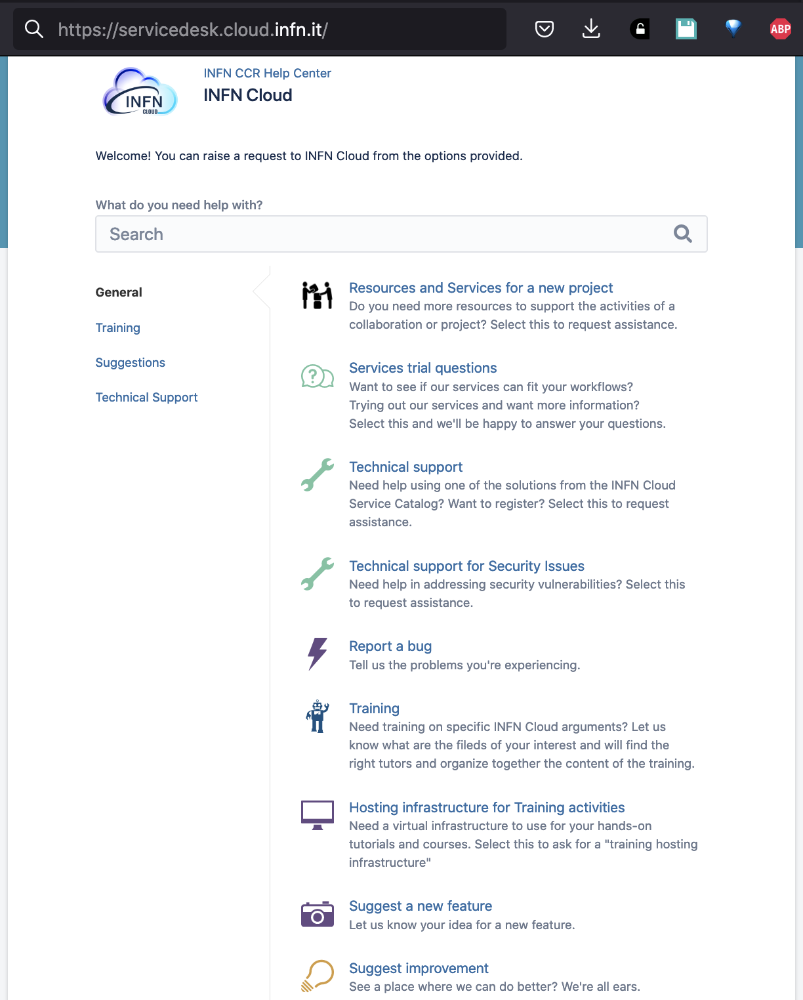 https://servicedesk.cloud.infn.it/
ABP
INFN
CLOUD
INFN CCR Help Center
INFN Cloud
Welcome! You can raise a request to INFN Cloud from the options provided.
What do you need help with?
Search
General
Training
Suggestions
Technical Support
Resources and Services for a new project
Do you need more resources to support the activities of a
collaboration or project? Select this to request assistance.
Services trial questions
Want to see if our services can fit your workflows?
Trying out our services and want more information?
Select this and we'll be happy to answer your questions.
Technical support
Need help using one of the solutions from the INFN Cloud
Service Catalog? Want to register? Select this to request
assistance.
Technical support for Security Issues
Need help in addressing security vulnerabilities? Select this
to request assistance.
Report a bug
Tell us the problems you're experiencing.
Training
Need training on specific INFN Cloud arguments? Let us
know what are the fileds of your interest and will find the
right tutors and organize together the content of the training.
Hosting infrastructure for Training activities
Need a virtual infrastructure to use for your hands-on
tutorials and courses. Select this to ask for a "training hosting
infrastructure"
Suggest a new feature
Let us know your idea for a new feature.
Suggest improvement
See a place where we can do better? We're all ears.